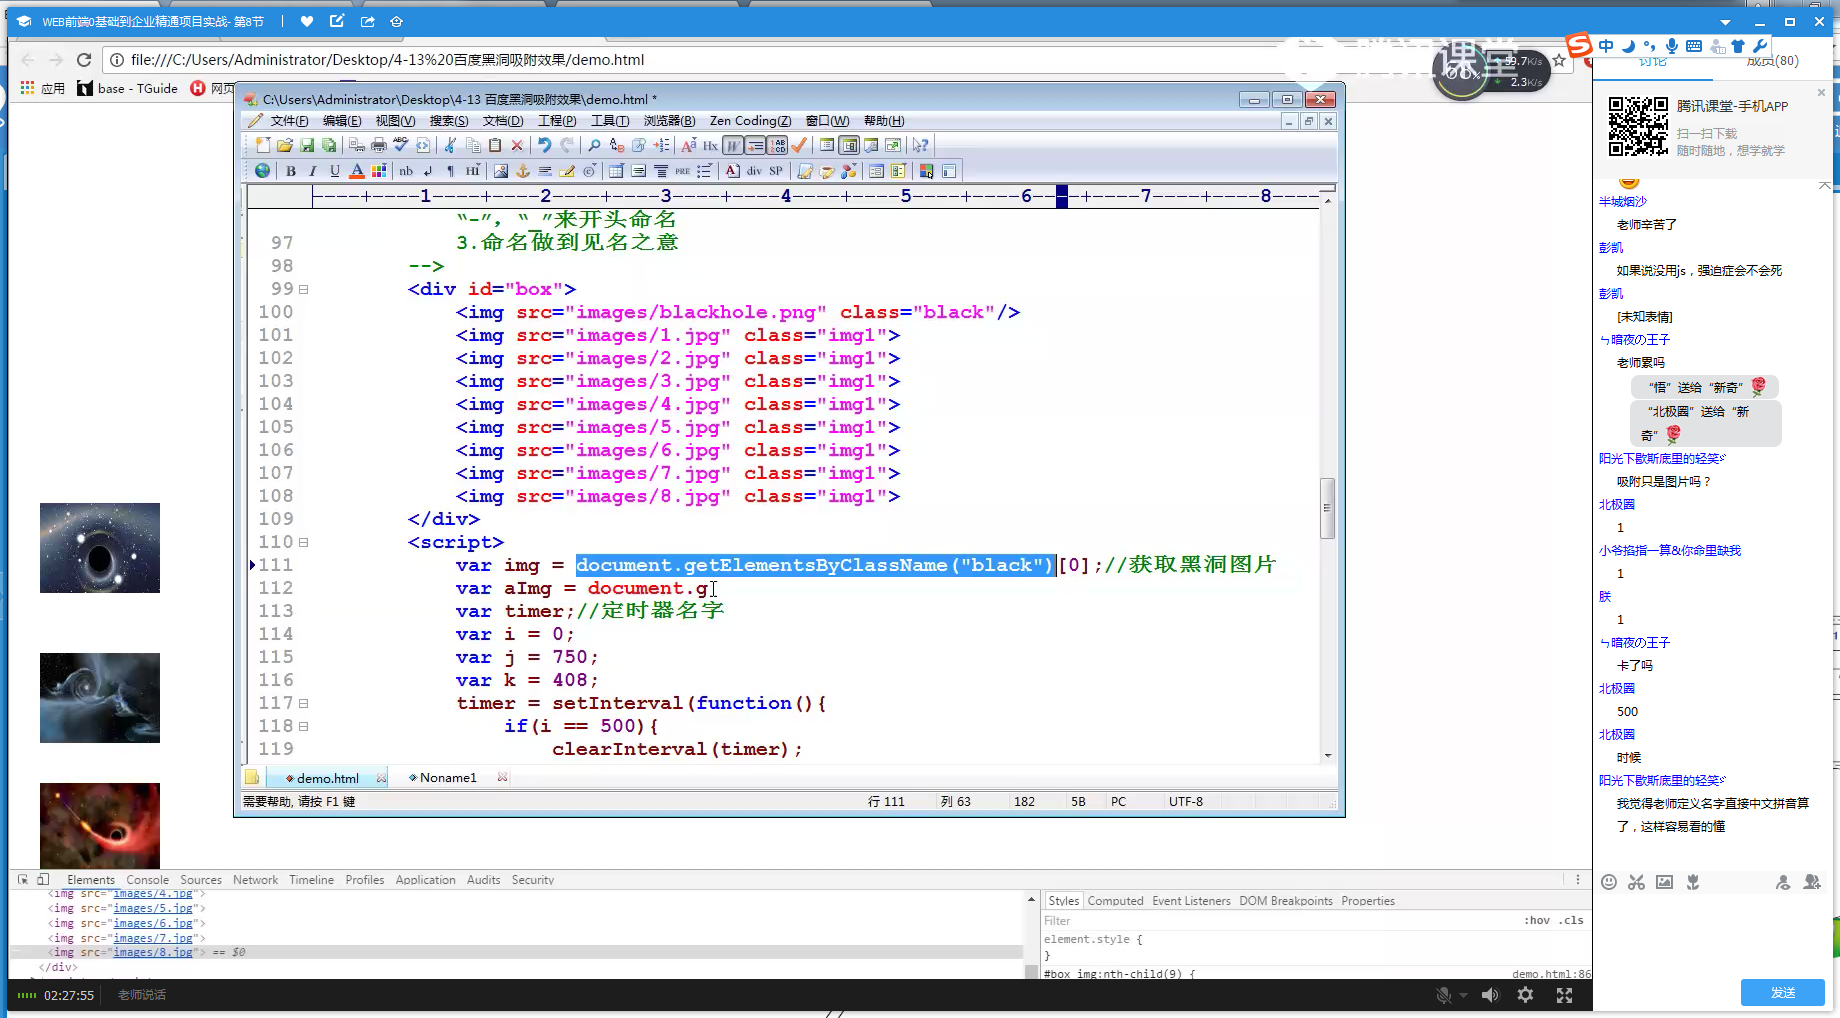 WEB前端0基础到企业精通项目实战- 第8节
file:///C:/Users/Administrator/Desktop/4-13%20百度黑洞吸附效果/demo.html
应用
base - TGuide
网页
59.7K/s
2.3K/s
中
C:\Users\Administrator\Desktop\4-13 百度黑洞吸附效果\demo.html *
文件(F) 编辑(E) 视图(V) 搜索(S) 文档(D) 工程(P) 工具(T) 浏览器(B) Zen Coding(Z) 窗口(W) 帮助(H)
B I U A nb HI PRE A div SP
----+----1----+----2----+----3----+----4----+----5----+----6----+----7----+----8----
“-”，“_”来开头命名
97 3.命名做到见名之意
98 -->
99 <div id="box">
100 <img src="images/blackhole.png" class="black"/>
101 <img src="images/1.jpg" class="img1">
102 <img src="images/2.jpg" class="img1">
103 <img src="images/3.jpg" class="img1">
104 <img src="images/4.jpg" class="img1">
105 <img src="images/5.jpg" class="img1">
106 <img src="images/6.jpg" class="img1">
107 <img src="images/7.jpg" class="img1">
108 <img src="images/8.jpg" class="img1">
109 </div>
110 <script>
111 var img = document.getElementsByClassName("black")[0];//获取黑洞图片
112 var aImg = document.g
113 var timer;//定时器名字
114 var i = 0;
115 var j = 750;
116 var k = 408;
117 timer = setInterval(function(){
118 if(i == 500){
119 clearInterval(timer);
demo.html
Noname1
需要帮助, 请按 F1 键
行 111 列 63 182 5B PC UTF-8
Elements Console Sources Network Timeline Profiles Application Audits Security
<img src="images/4.jpg">
<img src="images/5.jpg">
<img src="images/6.jpg">
<img src="images/7.jpg">
<img src="images/8.jpg"> == $0
</div>
Styles Computed Event Listeners DOM Breakpoints Properties
Filter
:hov .cls
element.style {
}
#box img:nth-child(9) {
demo.html:86
02:27:55
老师说话
讨论
成员(80)
腾讯课堂-手机APP
扫一扫下载
随时随地，想学就学
半城烟沙
老师辛苦了
彭凯
如果说没用js，强迫症会不会死
彭凯
[未知表情]
ㄣ暗夜の王子
老师累吗
“悟”送给“新奇”
“北极圈”送给“新
奇”
阳光下歇斯底里的轻笑
吸附只是图片吗？
北极圈
1
小爷掐指一算&你命里缺我
1
朕
1
ㄣ暗夜の王子
卡了吗
北极圈
500
北极圈
时候
阳光下歇斯底里的轻笑
我觉得老师定义名字直接中文拼音算
了，这样容易看的懂
发送